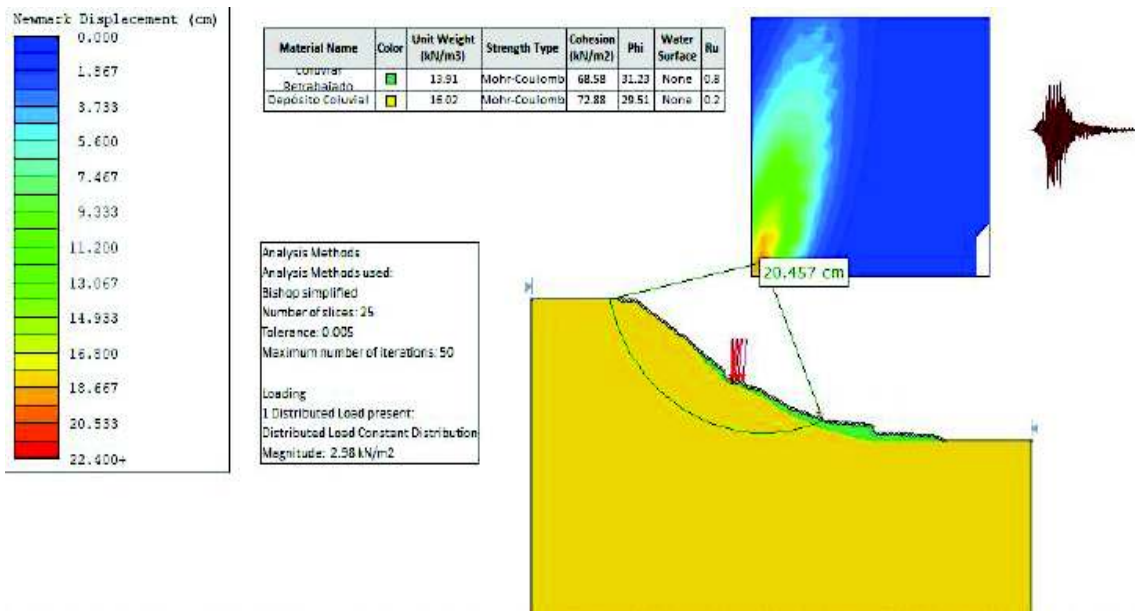 Newmark Displacement (cm)
0.000
1.867
3.733
5.600
7.467
9.333
11.200
13.067
14.933
16.800
18.667
20.533
22.400+
Material Name Color Unit Weight (kN/m3) Strength Type Cohesion (kN/m2) Phi Water Surface Ru
Retrabajado 13.91 Mohr-Coulomb 68.58 31.23 None 0.8
Depósito Coluvial 16.02 Mohr-Coulomb 72.88 29.51 None 0.2
Analysis Methods
Analysis Methods used:
Bishop simplified
Number of slices: 25
Tolerance: 0.005
Maximum number of iterations: 50
Loading
1 Distributed Load present:
Distributed Load Constant Distribution
Magnitude: 2.98 kN/m2
20.457 cm